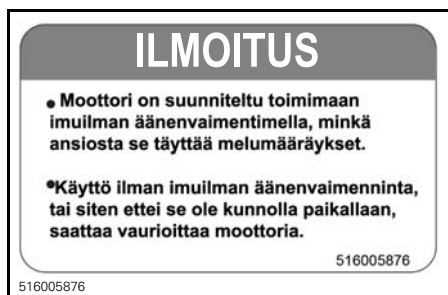 ILMOITUS
• Moottori on suunniteltu toimimaan
imuilman äänenvaimentimella, minkä
ansiosta se täyttää melumääräykset.
•Käyttö ilman imuilman äänenvaimenninta,
tai siten ettei se ole kunnolla paikallaan,
saattaa vaurioittaa moottoria.
516005876
516005876